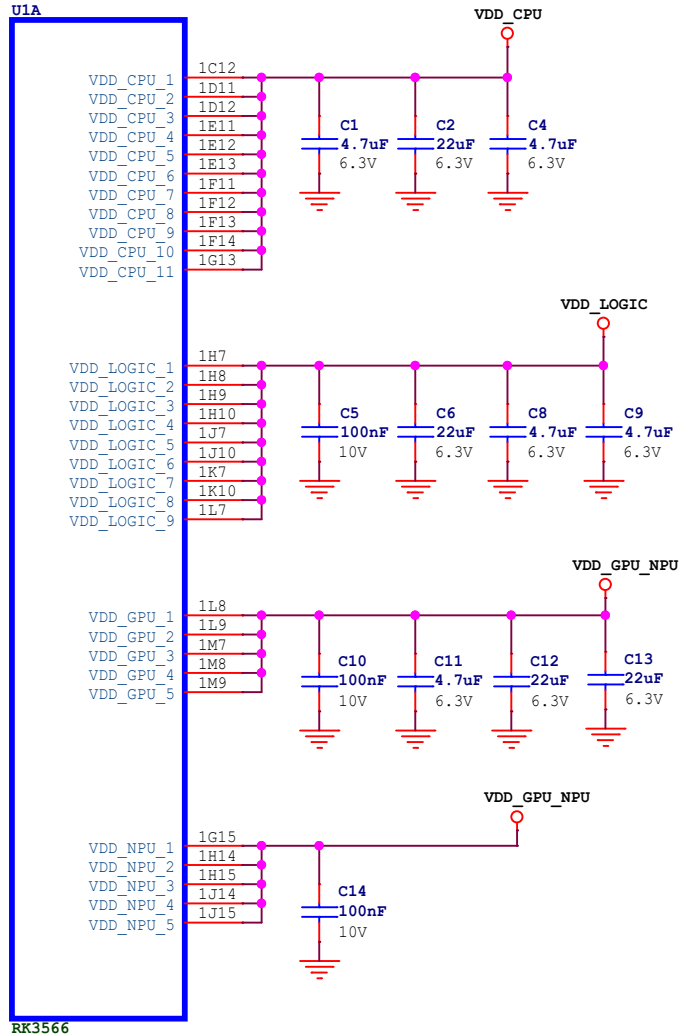 U1A
VDD_CPU
VDD_CPU_1 1C12
VDD_CPU_2 1D11
VDD_CPU_3 1D12
VDD_CPU_4 1E11
VDD_CPU_5 1E12
VDD_CPU_6 1E13
VDD_CPU_7 1F11
VDD_CPU_8 1F12
VDD_CPU_9 1F13
VDD_CPU_10 1F14
VDD_CPU_11 1G13
C1
4.7uF
6.3V
C2
22uF
6.3V
C4
4.7uF
6.3V
VDD_LOGIC
VDD_LOGIC_1 1H7
VDD_LOGIC_2 1H8
VDD_LOGIC_3 1H9
VDD_LOGIC_4 1H10
VDD_LOGIC_5 1J7
VDD_LOGIC_6 1J10
VDD_LOGIC_7 1K7
VDD_LOGIC_8 1K10
VDD_LOGIC_9 1L7
C5
100nF
10V
C6
22uF
6.3V
C8
4.7uF
6.3V
C9
4.7uF
6.3V
VDD_GPU_NPU
VDD_GPU_1 1L8
VDD_GPU_2 1L9
VDD_GPU_3 1M7
VDD_GPU_4 1M8
VDD_GPU_5 1M9
C10
100nF
10V
C11
4.7uF
6.3V
C12
22uF
6.3V
C13
22uF
6.3V
VDD_GPU_NPU
VDD_NPU_1 1G15
VDD_NPU_2 1H14
VDD_NPU_3 1H15
VDD_NPU_4 1J14
VDD_NPU_5 1J15
C14
100nF
10V
RK3566